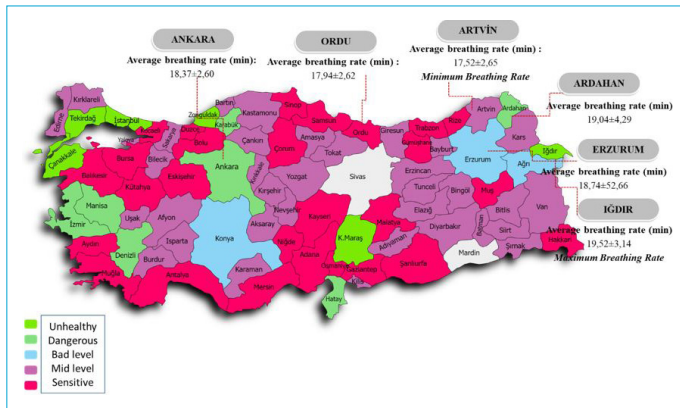 ANKARA
Average breathing rate (min):
18,37±2,60
ORDU
Average breathing rate (min) :
17,94±2,62
ARTVİN
Average breathing rate (min) :
17,52±2,65
Minimum Breathing Rate
ARDAHAN
Average breathing rate (min)
19,04±4,29
ERZURUM
Average breathing rate (min)
18,74±52,66
IĞDIR
Average breathing rate (min)
19,52±3,14
Maximum Breathing Rate
Kırklareli
Edirne
Tekirdağ
İstanbul
Zonguldak
Bartın
Karabük
Kastamonu
Sinop
Samsun
Ordu
Giresun
Trabzon
Rize
Artvin
Ardahan
Kars
Iğdır
Çanakkale
Yalova
Kocaeli
Sakarya
Düzce
Bolu
Çankırı
Çorum
Amasya
Tokat
Gümüşhane
Bayburt
Erzurum
Ağrı
Balıkesir
Bursa
Bilecik
Eskişehir
Ankara
Kırıkkale
Yozgat
Sivas
Erzincan
Tunceli
Bingöl
Muş
Kütahya
Kırşehir
Nevşehir
Kayseri
Malatya
Elazığ
Diyarbakır
Batman
Bitlis
Siirt
Van
Manisa
İzmir
Uşak
Afyon
Konya
Aksaray
Niğde
K.Maraş
Adıyaman
Şırnak
Hakkari
Aydın
Denizli
Isparta
Burdur
Karaman
Adana
Osmaniye
Gaziantep
Şanlıurfa
Mardin
Muğla
Antalya
Mersin
Kilis
Hatay
Unhealthy
Dangerous
Bad level
Mid level
Sensitive